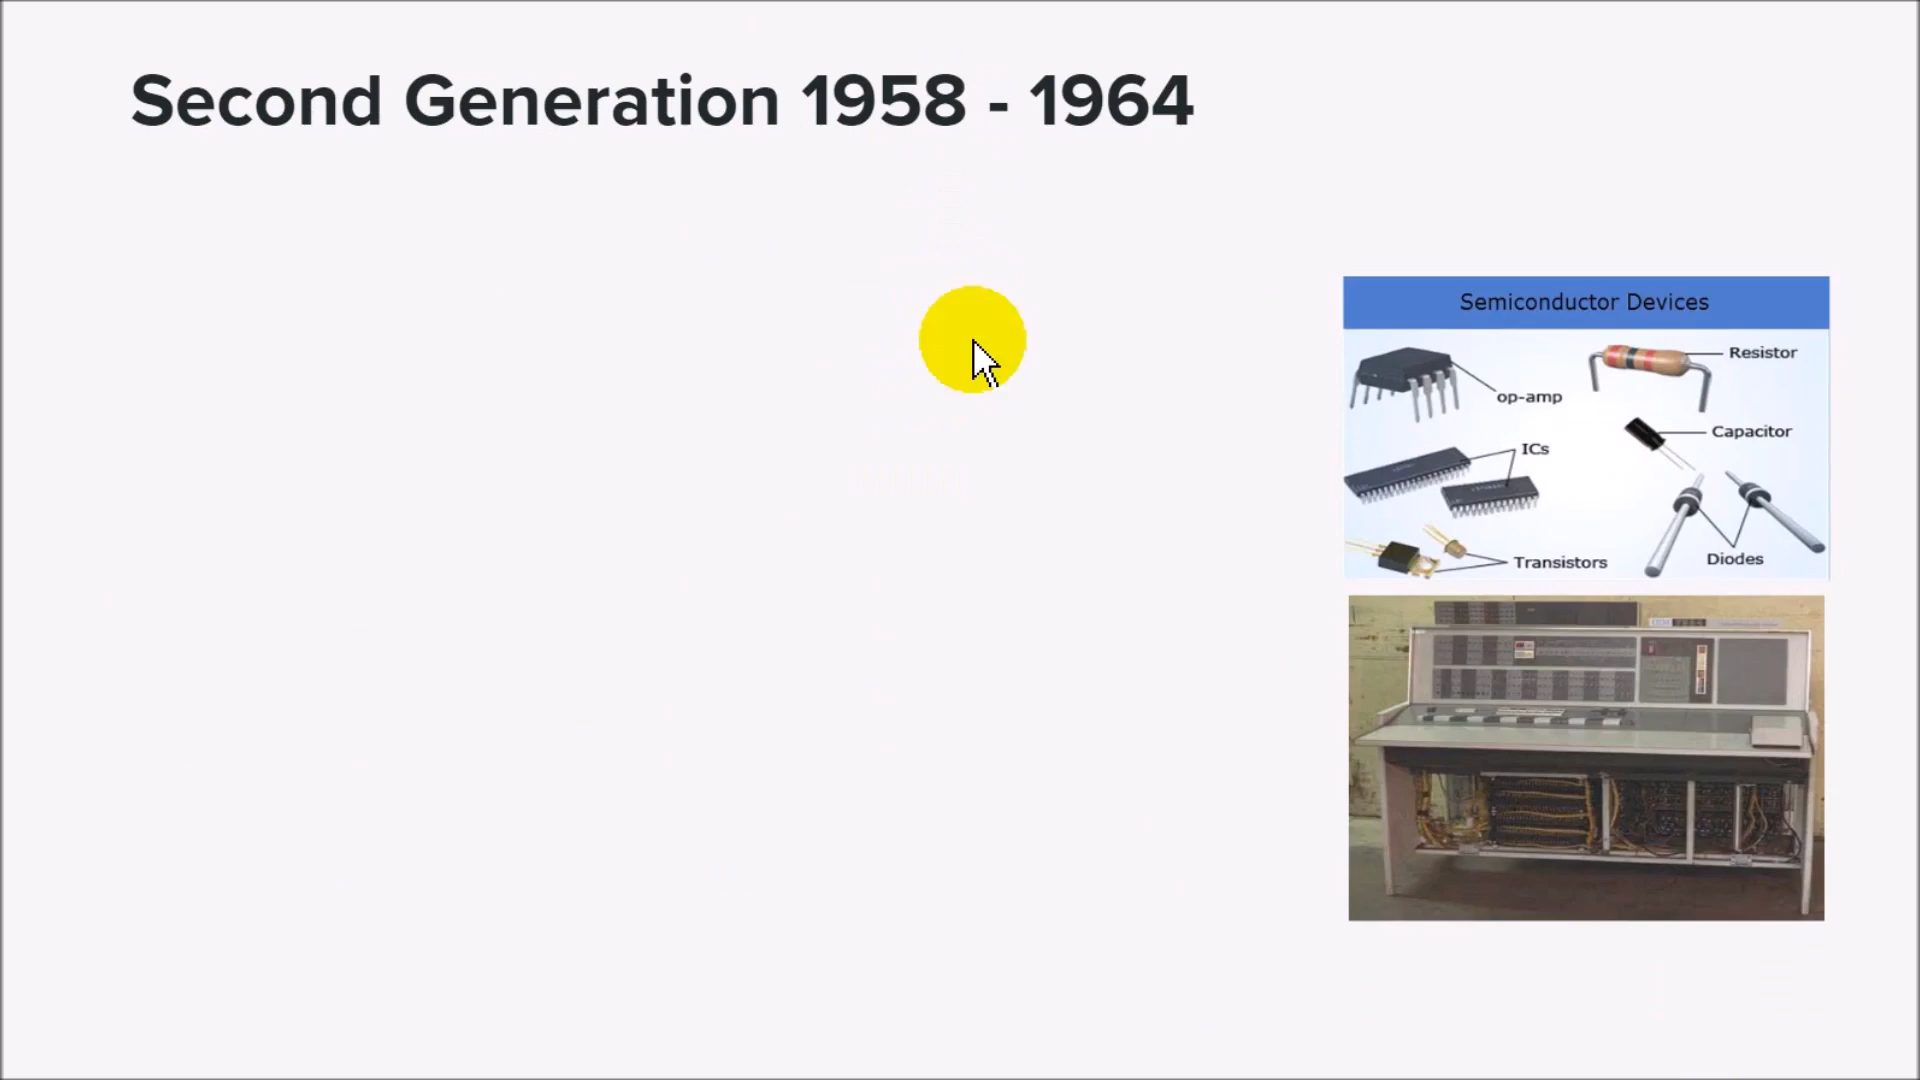 Second Generation 1958 - 1964
Semiconductor Devices
Resistor
op-amp
Capacitor
ICs
Diodes
Transistors